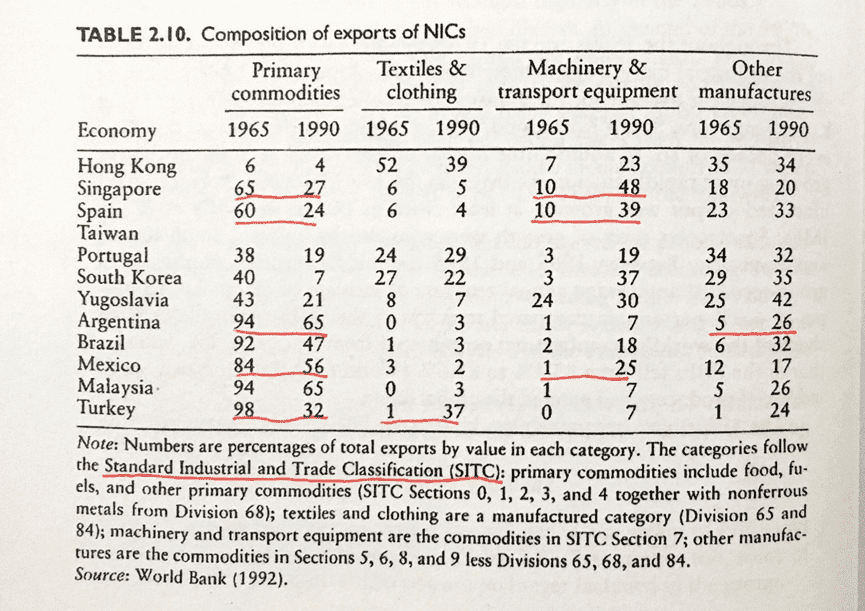 TABLE 2.10. Composition of exports of NICs
Primary commodities Textiles & clothing Machinery & transport equipment Other manufactures
Economy 1965 1990 1965 1990 1965 1990 1965 1990
Hong Kong 6 4 52 39 7 23 35 34
Singapore 65 27 6 5 10 48 18 20
Spain 60 24 6 4 10 39 23 33
Taiwan
Portugal 38 19 24 29 3 19 34 32
South Korea 40 7 27 22 3 37 29 35
Yugoslavia 43 21 8 7 24 30 25 42
Argentina 94 65 0 3 1 7 5 26
Brazil 92 47 1 3 2 18 6 32
Mexico 84 56 3 2 1 25 12 17
Malaysia 94 65 0 3 1 7 5 26
Turkey 98 32 1 37 0 7 1 24
Note: Numbers are percentages of total exports by value in each category. The categories follow
the Standard Industrial and Trade Classification (SITC): primary commodities include food, fu-
els, and other primary commodities (SITC Sections 0, 1, 2, 3, and 4 together with nonferrous
metals from Division 68); textiles and clothing are a manufactured category (Division 65 and
84); machinery and transport equipment are the commodities in SITC Section 7; other manufac-
tures are the commodities in Sections 5, 6, 8, and 9 less Divisions 65, 68, and 84.
Source: World Bank (1992).